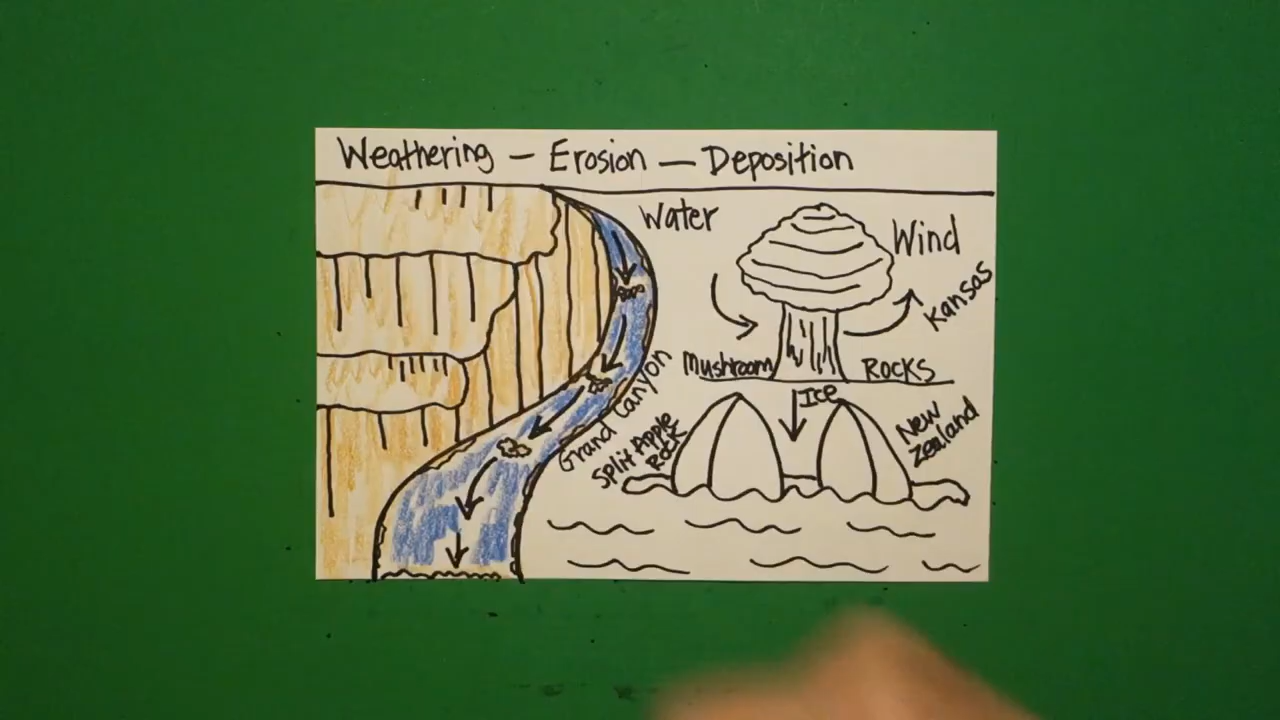 Weathering - Erosion - Deposition
Water
Wind
Kansas
Mushroom ROCKS
Grand Canyon
Ice
Split Apple
Rock
New
Zealand